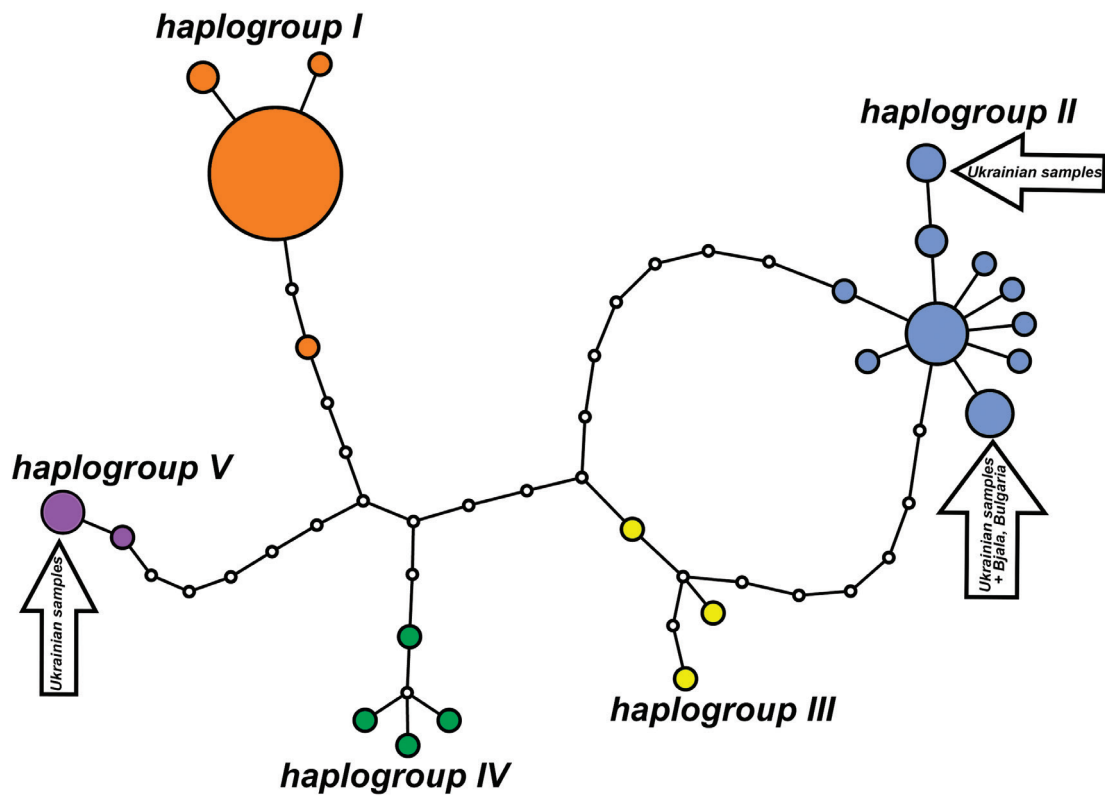 haplogroup I
haplogroup II
Ukrainian samples
haplogroup V
Ukrainian samples
+ Bjala, Bulgaria
Ukrainian samples
haplogroup III
haplogroup IV